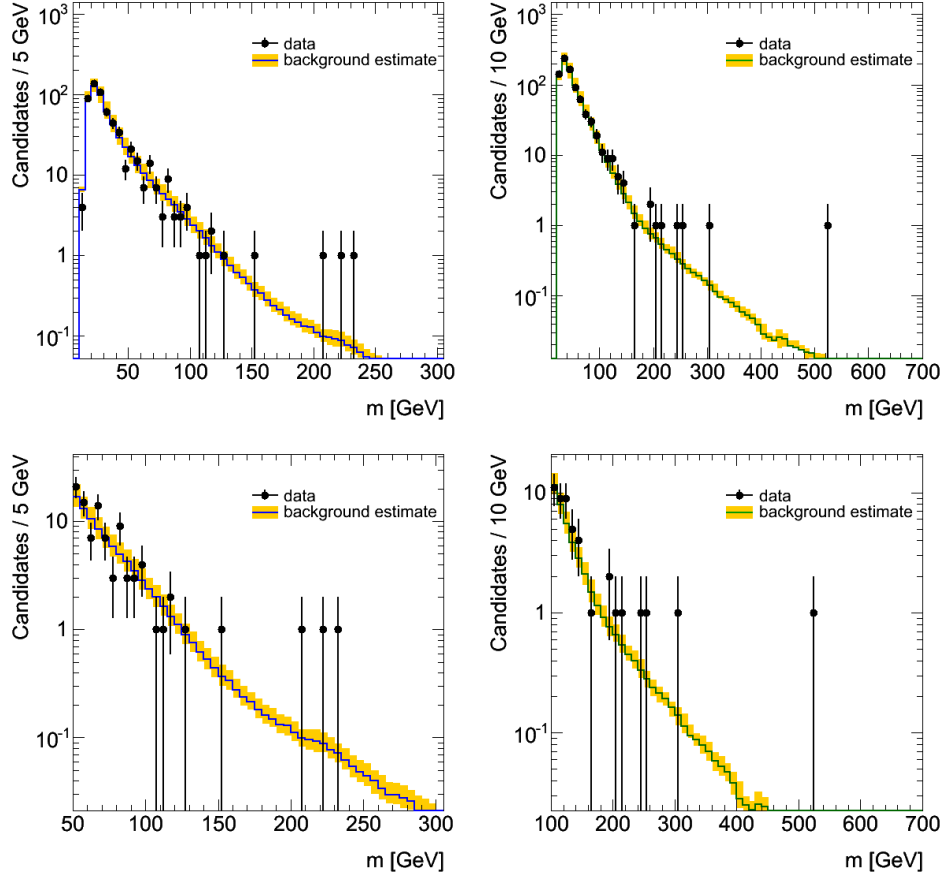 Candidates / 5 GeV
10³
10²
10
1
10⁻¹
data
background estimate
50 100 150 200 250 300
m [GeV]
Candidates / 10 GeV
10³
10²
10
1
10⁻¹
data
background estimate
100 200 300 400 500 600 700
m [GeV]
Candidates / 5 GeV
10
1
10⁻¹
data
background estimate
50 100 150 200 250 300
m [GeV]
Candidates / 10 GeV
10
1
10⁻¹
data
background estimate
100 200 300 400 500 600 700
m [GeV]